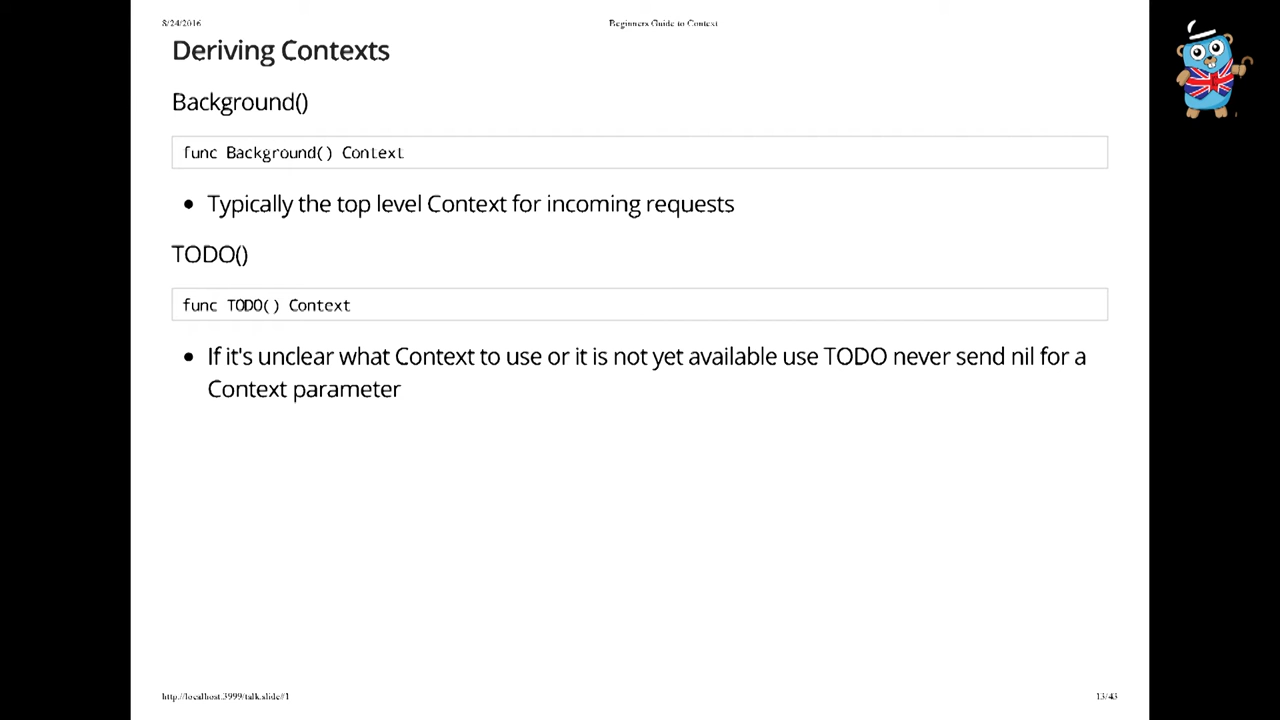 8/24/2016
Beginners Guide to Context
Deriving Contexts
Background()
func Background() Context
Typically the top level Context for incoming requests
TODO()
func TODO() Context
If it's unclear what Context to use or it is not yet available use TODO never send nil for a
Context parameter
http://localhost:3999/talk.slide#1
13/43